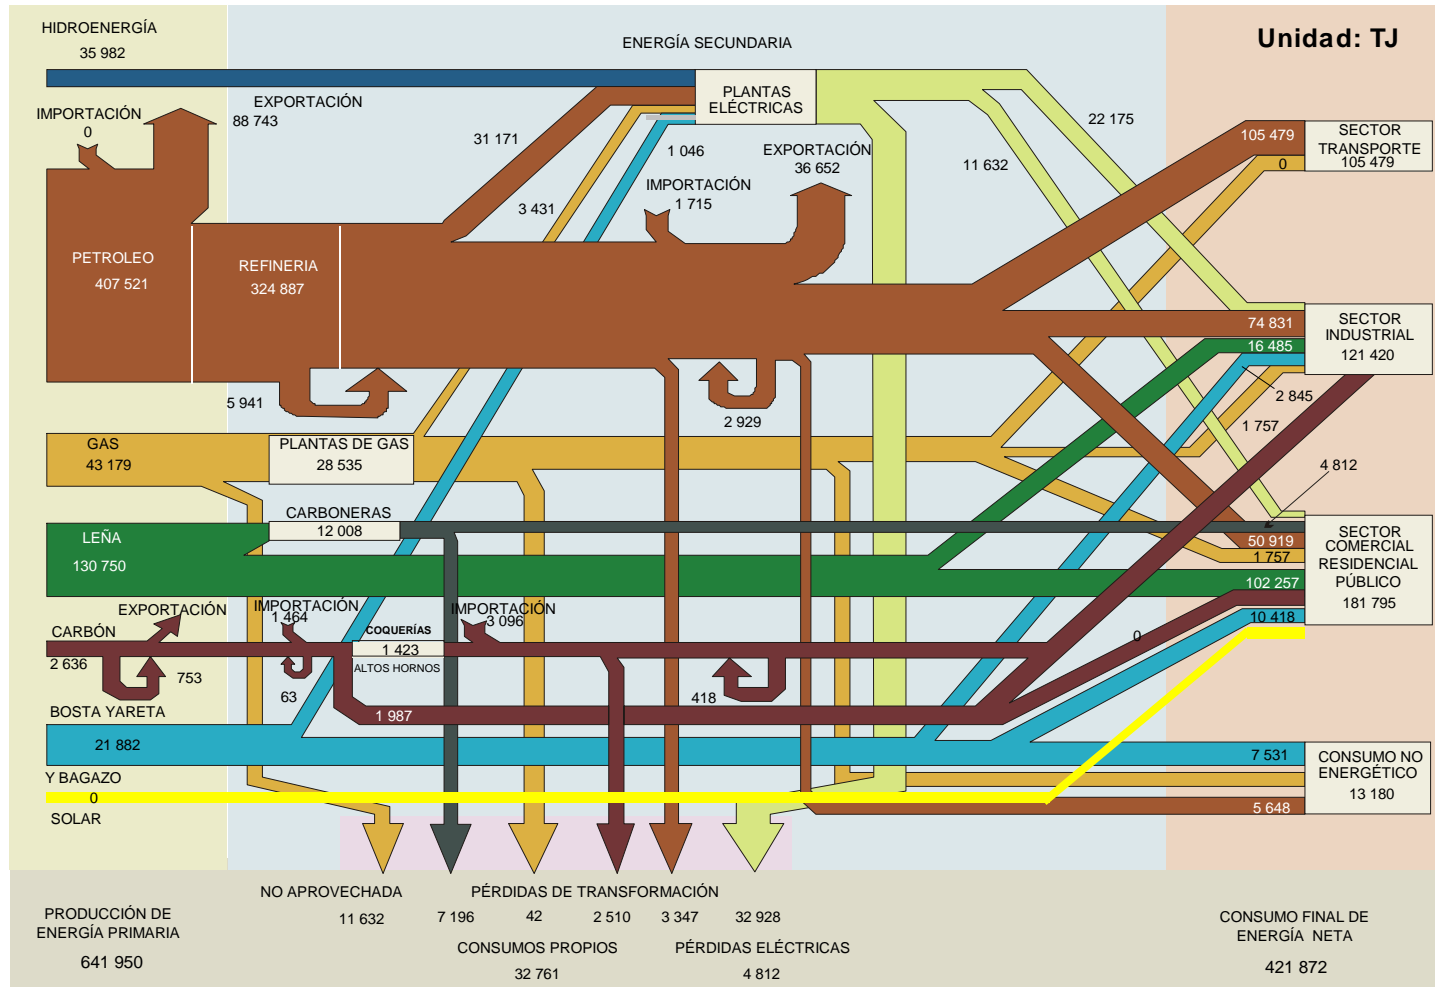 HIDROENERGÍA
35 982
ENERGÍA SECUNDARIA
Unidad: TJ
PLANTAS
ELÉCTRICAS
IMPORTACIÓN
0
EXPORTACIÓN
88 743
31 171
1 046
3 431
EXPORTACIÓN
36 652
IMPORTACIÓN
1 715
11 632
22 175
105 479
0
SECTOR
TRANSPORTE
105 479
PETROLEO
407 521
REFINERIA
324 887
74 831
16 485
SECTOR
INDUSTRIAL
121 420
2 845
1 757
5 941
2 929
GAS
43 179
PLANTAS DE GAS
28 535
4 812
CARBONERAS
12 008
LEÑA
130 750
50 919
1 757
102 257
10 418
SECTOR
COMERCIAL
RESIDENCIAL
PÚBLICO
181 795
EXPORTACIÓN
IMPORTACIÓN
1 464
IMPORTACIÓN
3 096
CARBÓN
2 636
753
COQUERÍAS
1 423
ALTOS HORNOS
63
418
0
1 987
BOSTA YARETA
21 882
Y BAGAZO
0
SOLAR
7 531
5 648
CONSUMO NO
ENERGÉTICO
13 180
NO APROVECHADA
11 632
PÉRDIDAS DE TRANSFORMACIÓN
7 196
42
2 510
3 347
32 928
CONSUMOS PROPIOS
32 761
PÉRDIDAS ELÉCTRICAS
4 812
PRODUCCIÓN DE
ENERGÍA PRIMARIA
641 950
CONSUMO FINAL DE
ENERGÍA NETA
421 872